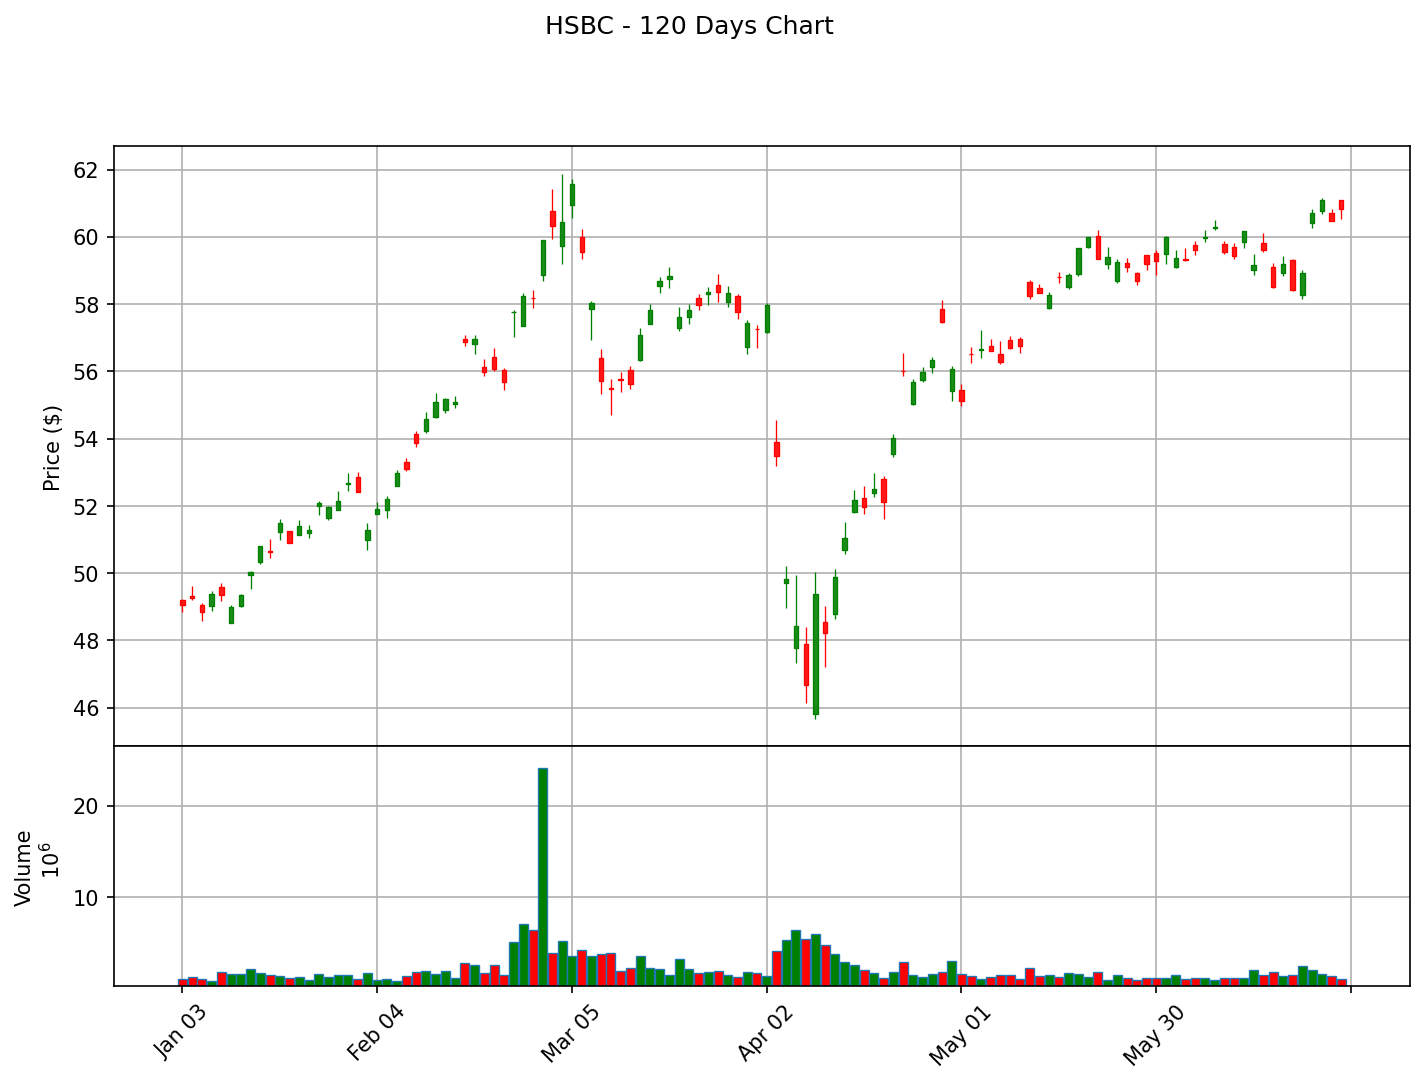 HSBC - 120 Days Chart
62
60
58
56
54
52
50
48
46
Price ($)
20
10
Volume
10⁶
Jan 03
Feb 04
Mar 05
Apr 02
May 01
May 30